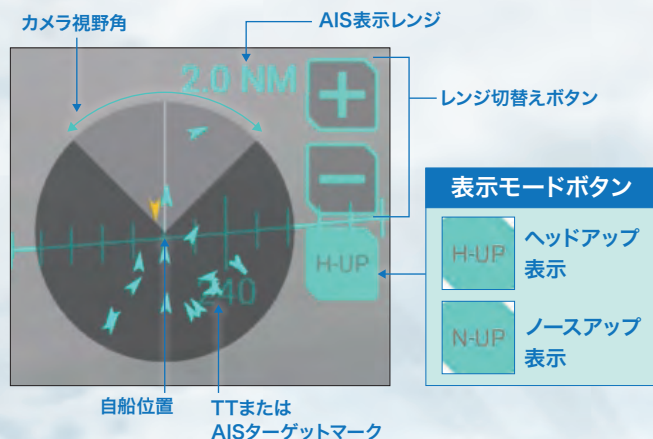 カメラ視野角
AIS表示レンジ
2.0 NM
レンジ切替えボタン
表示モードボタン
H-UP
ヘッドアップ
表示
N-UP
ノースアップ
表示
H-UP
240
自船位置
TTまたは
AISターゲットマーク